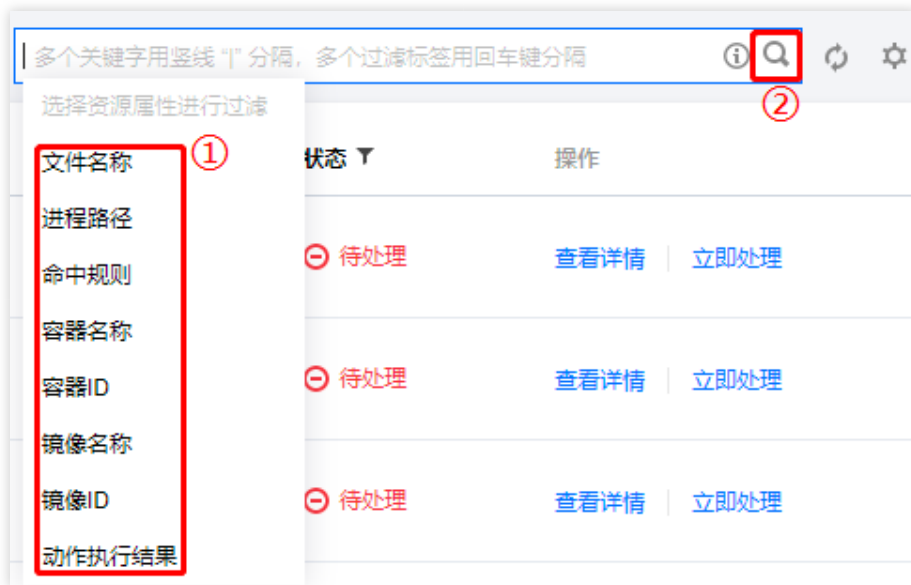 多个关键字用竖线 "|" 分隔，多个过滤标签用回车键分隔
②
选择资源属性进行过滤
①
文件名称
状态 操作
进程路径
命中规则
待处理 查看详情 立即处理
容器名称
容器ID
待处理 查看详情 立即处理
镜像名称
镜像ID
待处理 查看详情 立即处理
动作执行结果